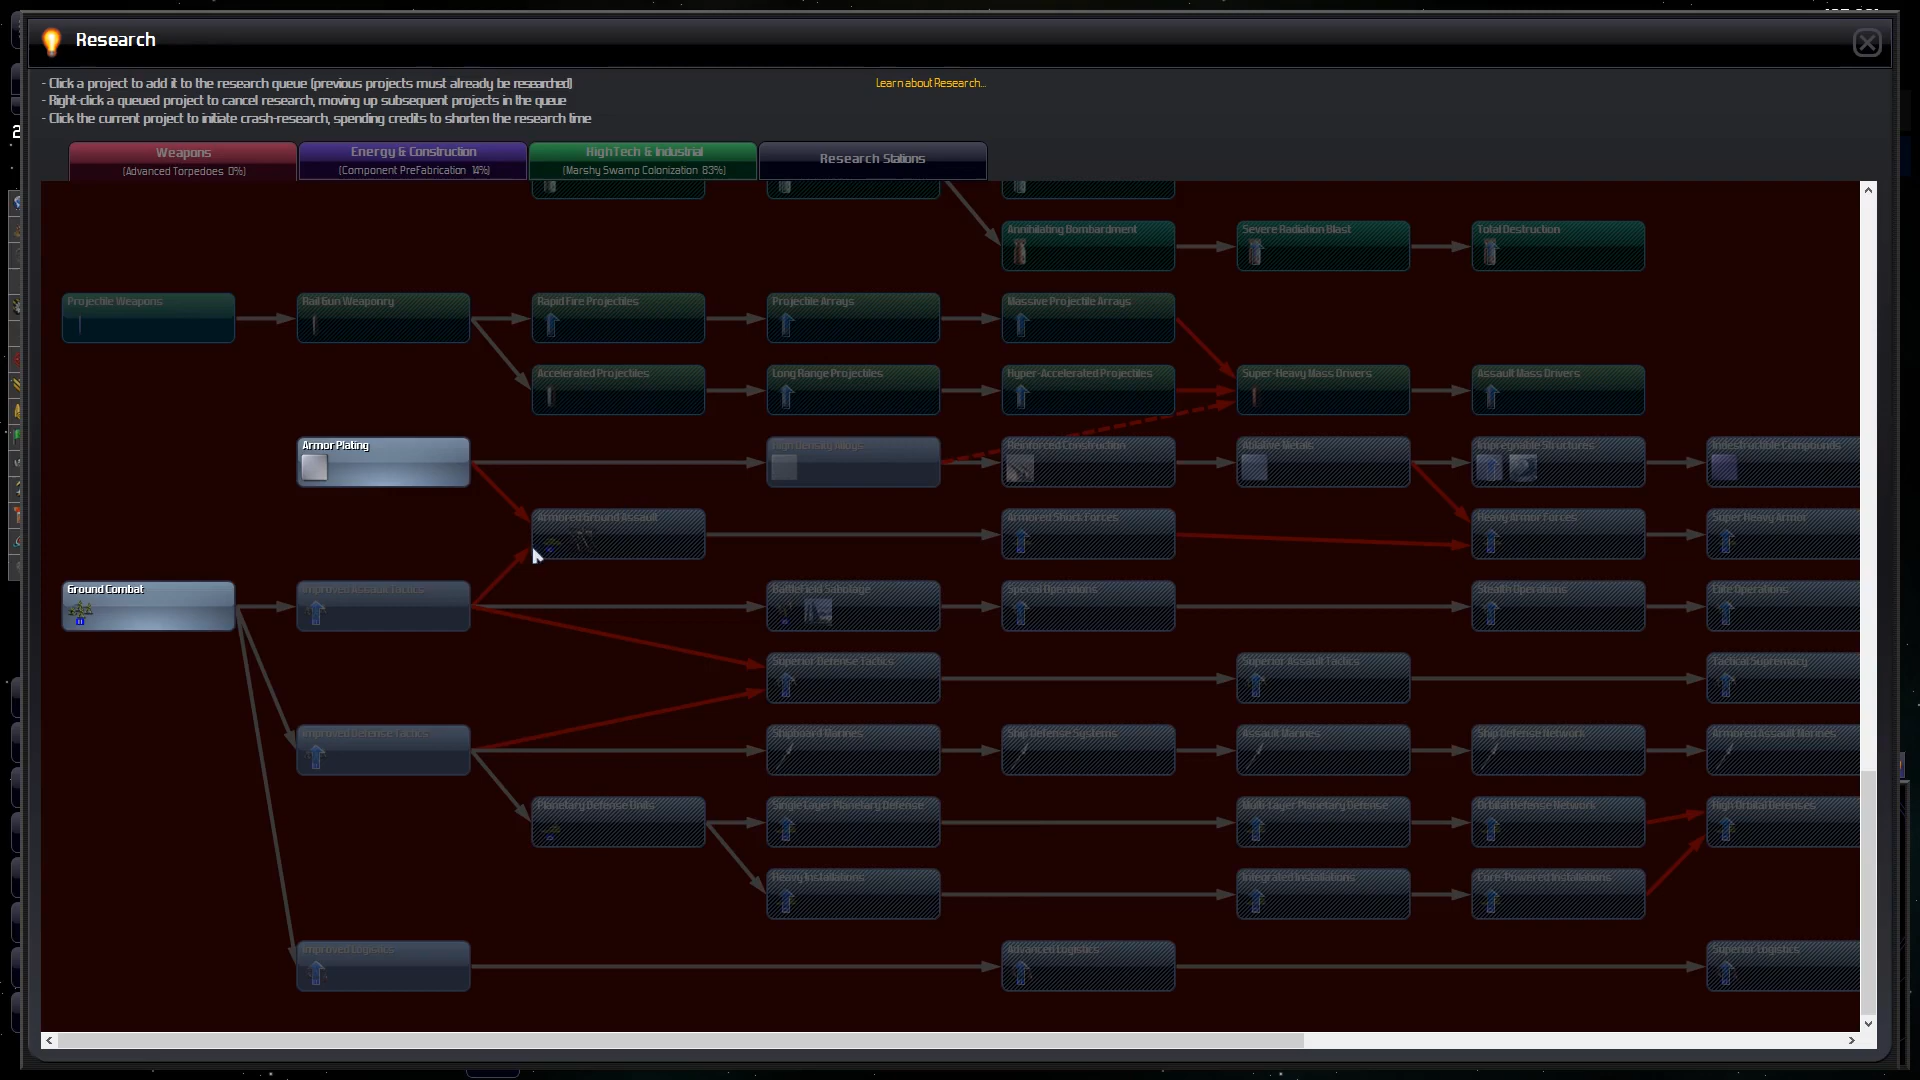 Research
- Click a project to add it to the research queue (previous projects must already be researched)
Learn about Research...
- Right-click a queued project to cancel research, moving up subsequent projects in the queue
- Click the current project to initiate crash-research, spending credits to shorten the research time
Weapons
(Advanced Torpedoes 0%)
Energy & Construction
(Component PreFabrication 14%)
HighTech & Industrial
(Marshy Swamp Colonization 83%)
Research Stations
Annihilating Bombardment
Severe Radiation Blast
Total Destruction
Projectile Weapons
Rail Gun Weaponry
Rapid Fire Projectiles
Projectile Arrays
Massive Projectile Arrays
Accelerated Projectiles
Long Range Projectiles
Hyper-Accelerated Projectiles
Super-Heavy Mass Drivers
Assault Mass Drivers
Armor Plating
High Density Alloys
Reinforced Construction
Ablative Metals
Impregnable Structures
Indestructible Compounds
Armored Ground Assault
Armored Shock Forces
Heavy Armor Forces
Super Heavy Armor
Ground Combat
Improved Assault Tactics
Battlefield Sabotage
Special Operations
Stealth Operations
Elite Operations
Superior Defense Tactics
Superior Assault Tactics
Tactical Supremacy
Improved Defense Tactics
Shipboard Marines
Ship Defense Systems
Assault Marines
Ship Defense Network
Armored Assault Marines
Planetary Defense Units
Single Layer Planetary Defense
Multi-Layer Planetary Defense
Orbital Defense Network
High Orbital Defenses
Heavy Installations
Integrated Installations
Core-Powered Installations
Improved Logistics
Advanced Logistics
Superior Logistics